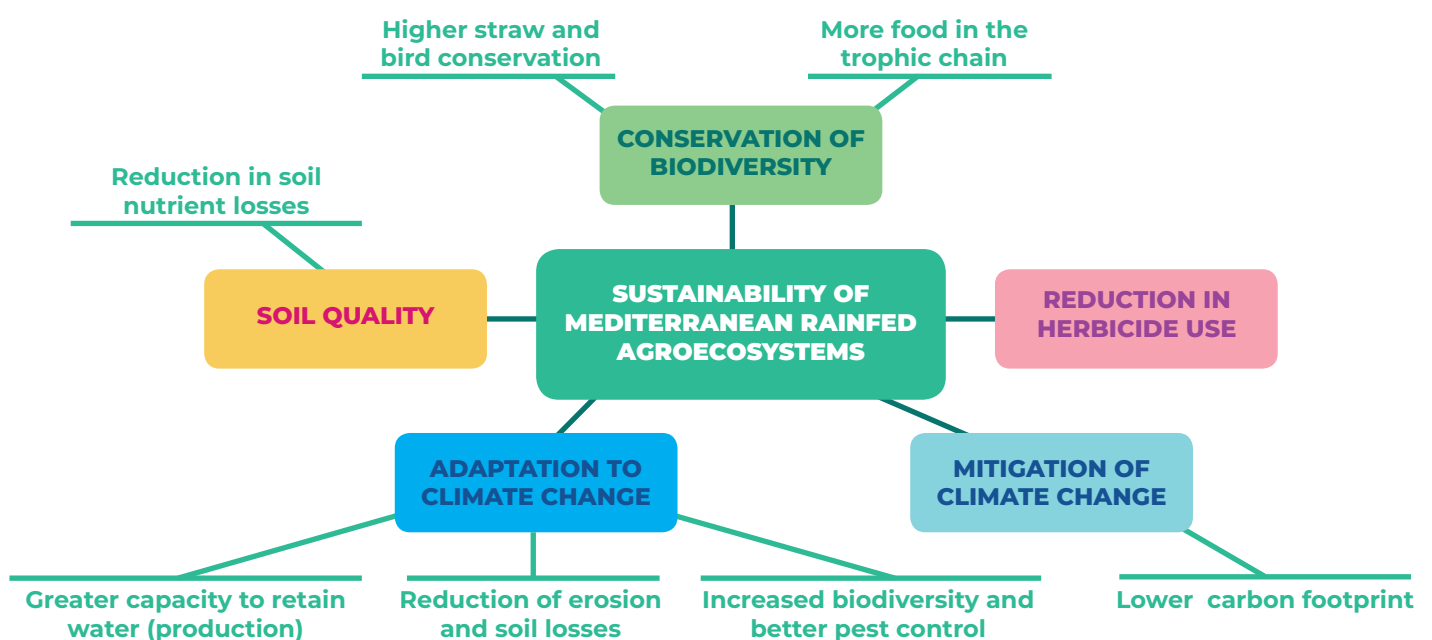 Higher straw and
bird conservation
More food in the
trophic chain
CONSERVATION OF
BIODIVERSITY
Reduction in soil
nutrient losses
SOIL QUALITY
SUSTAINABILITY OF
MEDITERRANEAN RAINFED
AGROECOSYSTEMS
REDUCTION IN
HERBICIDE USE
ADAPTATION TO
CLIMATE CHANGE
MITIGATION OF
CLIMATE CHANGE
Greater capacity to retain
water (production)
Reduction of erosion
and soil losses
Increased biodiversity and
better pest control
Lower  carbon footprint